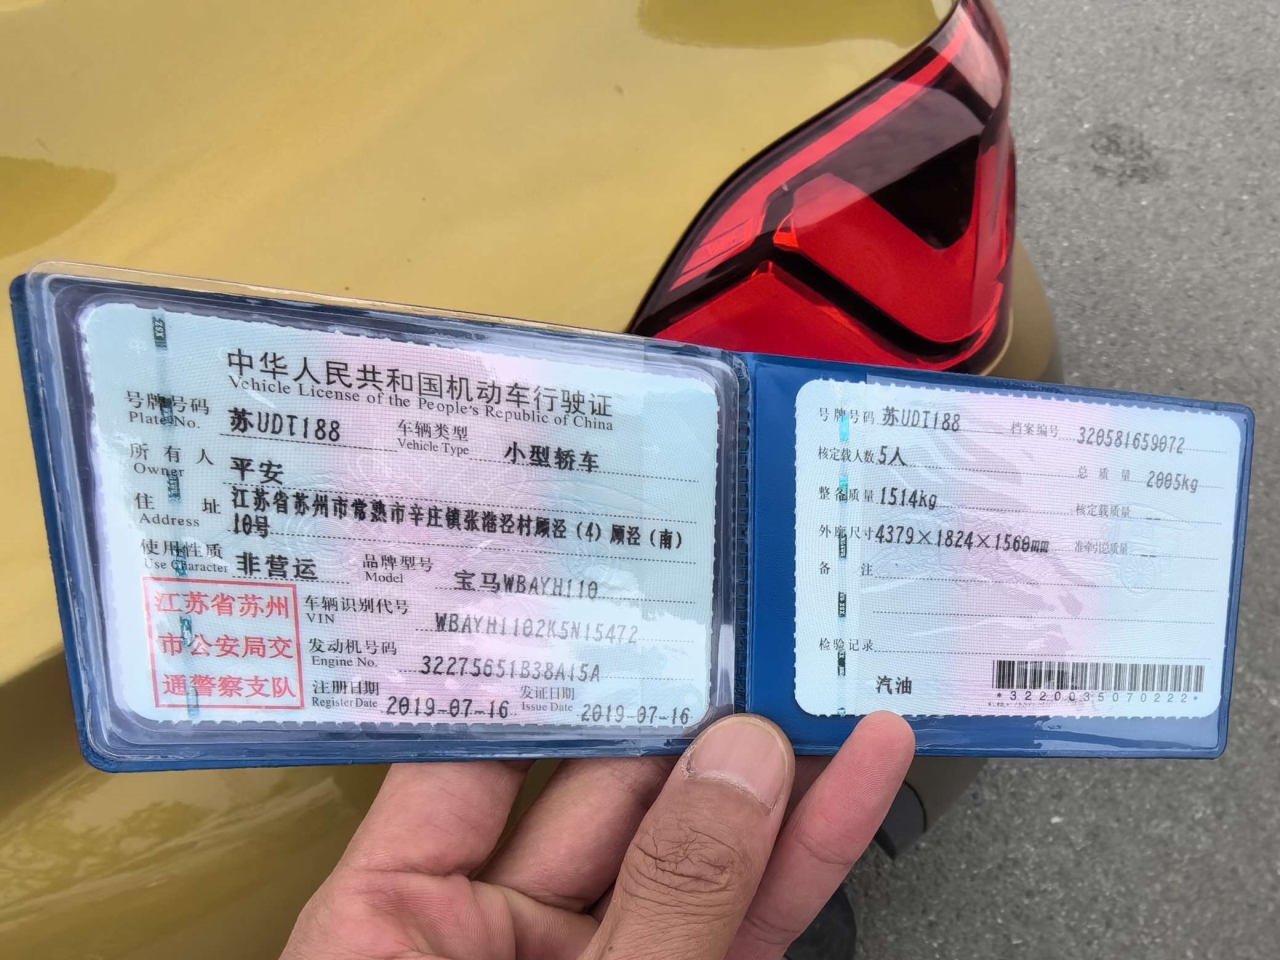 中华人民共和国机动车行驶证
Vehicle License of the People's Republic of China
号牌号码 苏UDT188 车辆类型 小型轿车
Plate No. Vehicle Type
所有人 平安
Owner
住址 江苏省苏州市常熟市辛庄镇张港泾村顾泾（4）顾泾（南）
Address 10号
使用性质 非营运 品牌型号 宝马WBAYH110
Use Character Model
江苏省苏州
市公安局交
通警察支队
车辆识别代号 WBAYH1102K5N15472
VIN
发动机号码 32275651B38A15A
Engine No.
注册日期 2019-07-16 发证日期 2019-07-16
Register Date Issue Date
号牌号码 苏UDT188 档案编号 320581659072
核定载人数 5人 总质量 2005kg
整备质量 1514kg 核定载质量 --
外廓尺寸 4379×1824×1560mm 准牵引总质量 --
备注
检验记录
汽油
*3220035070222*